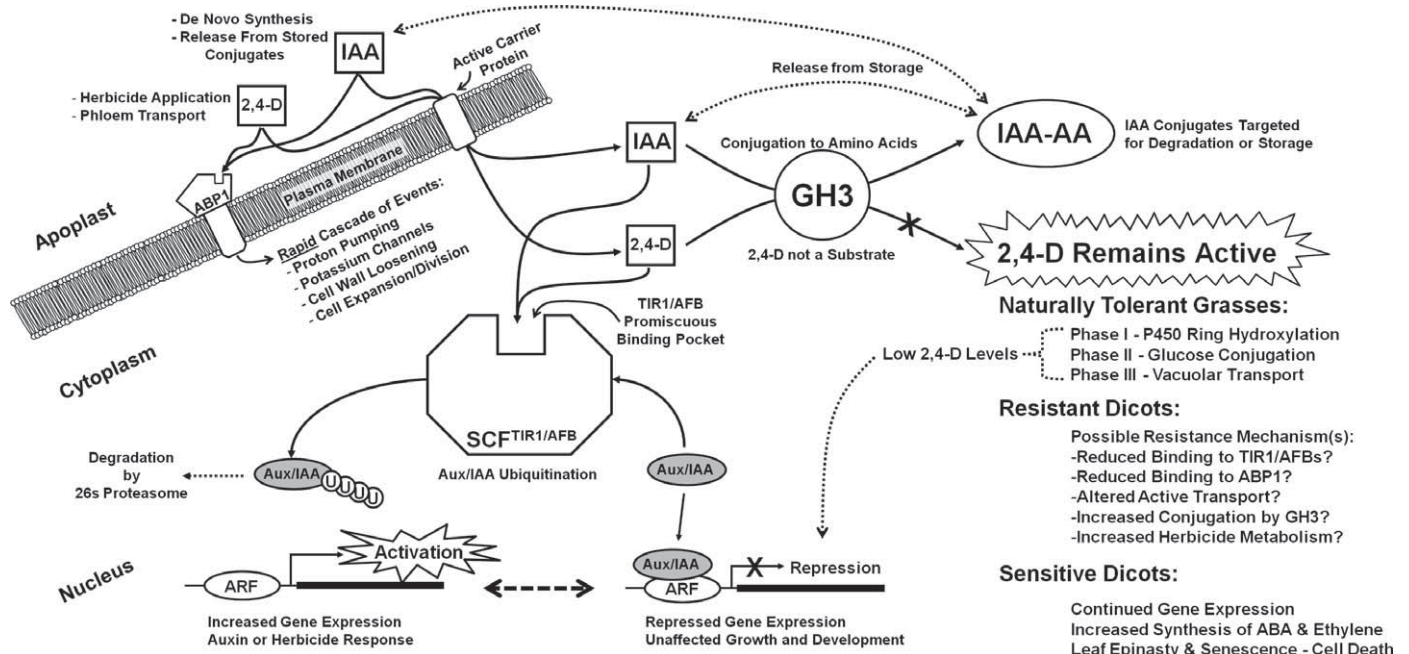 - De Novo Synthesis
- Release From Stored
Conjugates
IAA
Active Carrier
Protein
- Herbicide Application
- Phloem Transport
2,4-D
Plasma Membrane
ABP1
Apoplast
Rapid Cascade of Events:
- Proton Pumping
- Potassium Channels
- Cell Wall Loosening
- Cell Expansion/Division
Release from Storage
IAA
Conjugation to Amino Acids
GH3
2,4-D
2,4-D not a Substrate
IAA-AA
IAA Conjugates Targeted
for Degradation or Storage
X
2,4-D Remains Active
TIR1/AFB
Promiscuous
Binding Pocket
Cytoplasm
SCFTIR1/AFB
Aux/IAA Ubiquitination
Degradation
by
26s Proteasome
Aux/IAA
U U U U
Aux/IAA
Naturally Tolerant Grasses:
Low 2,4-D Levels
Phase I - P450 Ring Hydroxylation
Phase II - Glucose Conjugation
Phase III - Vacuolar Transport
Resistant Dicots:
Possible Resistance Mechanism(s):
-Reduced Binding to TIR1/AFBs?
-Reduced Binding to ABP1?
-Altered Active Transport?
-Increased Conjugation by GH3?
-Increased Herbicide Metabolism?
Nucleus
ARF
Activation
Increased Gene Expression
Auxin or Herbicide Response
Aux/IAA
ARF
X
Repression
Repressed Gene Expression
Unaffected Growth and Development
Sensitive Dicots:
Continued Gene Expression
Increased Synthesis of ABA & Ethylene
Leaf Epinasty & Senescence - Cell Death